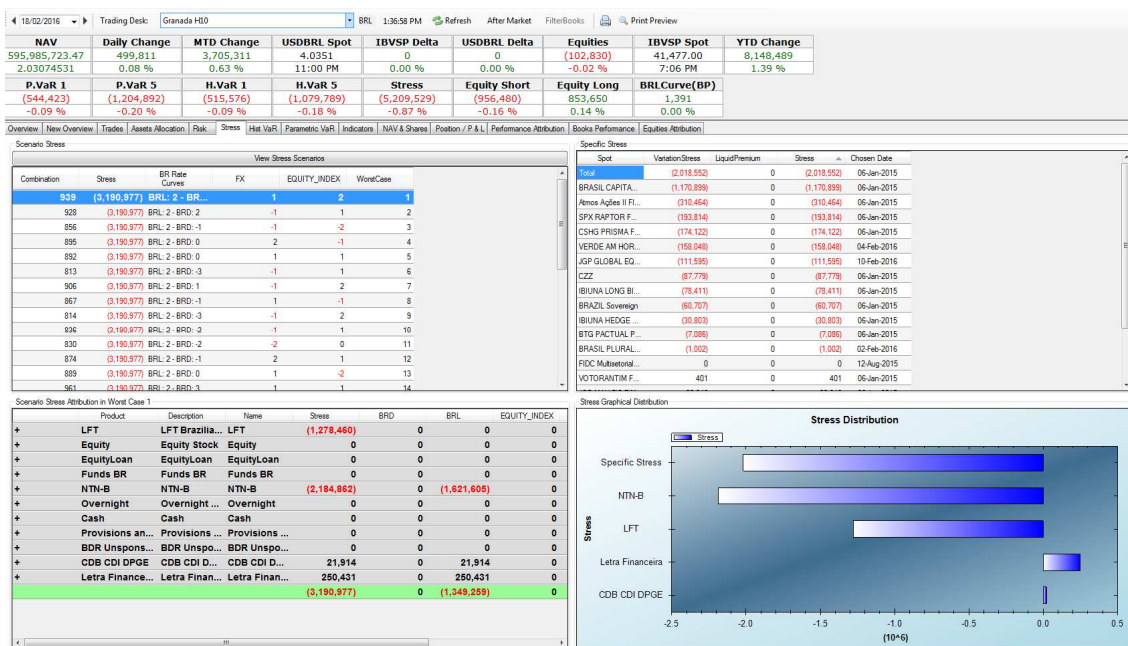 18/02/2016 Trading Desk: Granada H10 BRL 1:36:58 PM Refresh After Market FilterBooks Print Preview
NAV Daily Change MTD Change USDBRL Spot IBVSP Delta USDBRL Delta Equities IBVSP Spot YTD Change
595,985,723.47 499,811 3,705,311 4.0351 0 0 (102,830) 41,477.00 8,148,489
2.03074531 0.08 % 0.63 % 11:00 PM 0.00 % 0.00 % -0.02 % 7:06 PM 1.39 %
P.VaR 1 P.VaR 5 H.VaR 1 H.VaR 5 Stress Equity Short Equity Long BRLCurve(BP)
(544,423) (1,204,892) (515,576) (1,079,789) (5,209,529) (956,480) 853,650 1,391
-0.09 % -0.20 % -0.09 % -0.18 % -0.87 % -0.16 % 0.14 % 0.00 %
Overview New Overview Trades Assets Allocation Risk Stress Hist VaR Parametric VaR Indicators NAV & Shares Position / P & L Performance Attribution Books Performance Equities Attribution
Scenario Stress
View Stress Scenarios
Combination Stress BR Rate Curves FX EQUITY_INDEX WorstCase
939 (3,190,977) BRL: 2 - BR... 1 2 1
928 (3,190,977) BRL: 2 - BRD: 2 -1 1 2
856 (3,190,977) BRL: 2 - BRD: -1 -1 -2 3
895 (3,190,977) BRL: 2 - BRD: 0 2 -1 4
892 (3,190,977) BRL: 2 - BRD: 0 1 1 5
813 (3,190,977) BRL: 2 - BRD: -3 -1 1 6
906 (3,190,977) BRL: 2 - BRD: 1 -1 2 7
867 (3,190,977) BRL: 2 - BRD: -1 1 -1 8
814 (3,190,977) BRL: 2 - BRD: -3 -1 2 9
836 (3,190,977) BRL: 2 - BRD: -2 -1 1 10
830 (3,190,977) BRL: 2 - BRD: -2 -2 0 11
874 (3,190,977) BRL: 2 - BRD: -1 2 1 12
889 (3,190,977) BRL: 2 - BRD: 0 1 -2 13
961 (3,190,977) BRL: 2 - BRD: 3 1 1 14
Specific Stress
Spot VariationStress LiquidPremium Stress Chosen Date
Total (2,018,552) 0 (2,018,552) 06-Jan-2015
BRASIL CAPITA... (1,170,899) 0 (1,170,899) 06-Jan-2015
Atmos Ações II FI... (310,464) 0 (310,464) 06-Jan-2015
SPX RAPTOR F... (193,814) 0 (193,814) 06-Jan-2015
CSHG PRISMA F... (174,122) 0 (174,122) 06-Jan-2015
VERDE AM HOR... (158,048) 0 (158,048) 04-Feb-2016
JGP GLOBAL EQ... (111,595) 0 (111,595) 10-Feb-2016
CZZ (87,779) 0 (87,779) 06-Jan-2015
IBIUNA LONG BI... (78,411) 0 (78,411) 06-Jan-2015
BRAZIL Sovereign (60,707) 0 (60,707) 06-Jan-2015
IBIUNA HEDGE ... (30,803) 0 (30,803) 06-Jan-2015
BTG PACTUAL P... (7,086) 0 (7,086) 06-Jan-2015
BRASIL PLURAL... (1,002) 0 (1,002) 02-Feb-2016
FIDC Multisetorial... 0 0 0 12-Aug-2015
VOTORANTIM F... 401 0 401 06-Jan-2015
Scenario Stress Attribution in Worst Case 1
Product Description Name Stress BRD BRL EQUITY_INDEX
+ LFT LFT Brazilia... LFT (1,278,460) 0 0 0
+ Equity Equity Stock Equity 0 0 0 0
+ EquityLoan EquityLoan EquityLoan 0 0 0 0
+ Funds BR Funds BR Funds BR 0 0 0 0
+ NTN-B NTN-B NTN-B (2,184,862) 0 (1,621,605) 0
+ Overnight Overnight ... Overnight 0 0 0 0
+ Cash Cash Cash 0 0 0 0
+ Provisions an... Provisions ... Provisions ... 0 0 0 0
+ BDR Unspons... BDR Unspo... BDR Unspo... 0 0 0 0
+ CDB CDI DPGE CDB CDI D... CDB CDI D... 21,914 0 21,914 0
+ Letra Finance... Letra Finan... Letra Finan... 250,431 0 250,431 0
(3,190,977) 0 (1,349,259) 0
Stress Graphical Distribution
Stress Distribution
Stress
Stress
Specific Stress
NTN-B
LFT
Letra Financeira
CDB CDI DPGE
-2.5 -2.0 -1.5 -1.0 -0.5 0.0 0.5
(10^6)